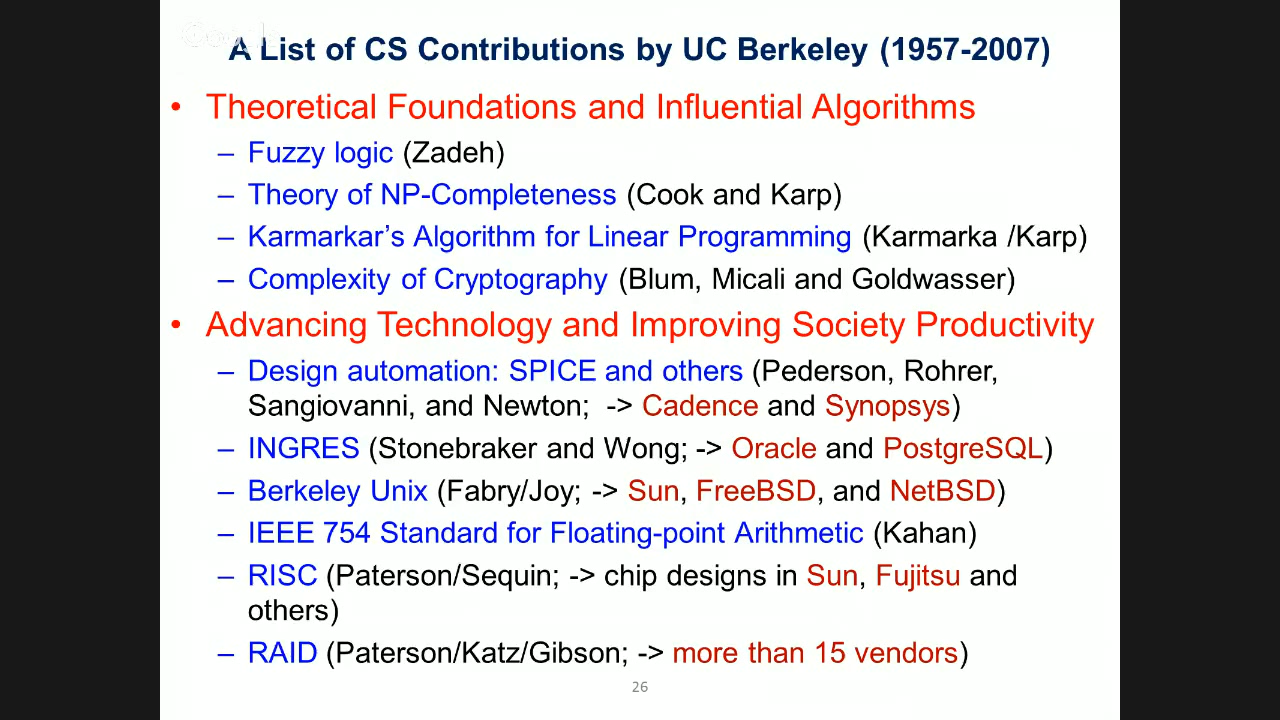 Google
A List of CS Contributions by UC Berkeley (1957-2007)
• Theoretical Foundations and Influential Algorithms
– Fuzzy logic (Zadeh)
– Theory of NP-Completeness (Cook and Karp)
– Karmarkar’s Algorithm for Linear Programming (Karmarka /Karp)
– Complexity of Cryptography (Blum, Micali and Goldwasser)
• Advancing Technology and Improving Society Productivity
– Design automation: SPICE and others (Pederson, Rohrer,
Sangiovanni, and Newton; -> Cadence and Synopsys)
– INGRES (Stonebraker and Wong; -> Oracle and PostgreSQL)
– Berkeley Unix (Fabry/Joy; -> Sun, FreeBSD, and NetBSD)
– IEEE 754 Standard for Floating-point Arithmetic (Kahan)
– RISC (Paterson/Sequin; -> chip designs in Sun, Fujitsu and
others)
– RAID (Paterson/Katz/Gibson; -> more than 15 vendors)
26